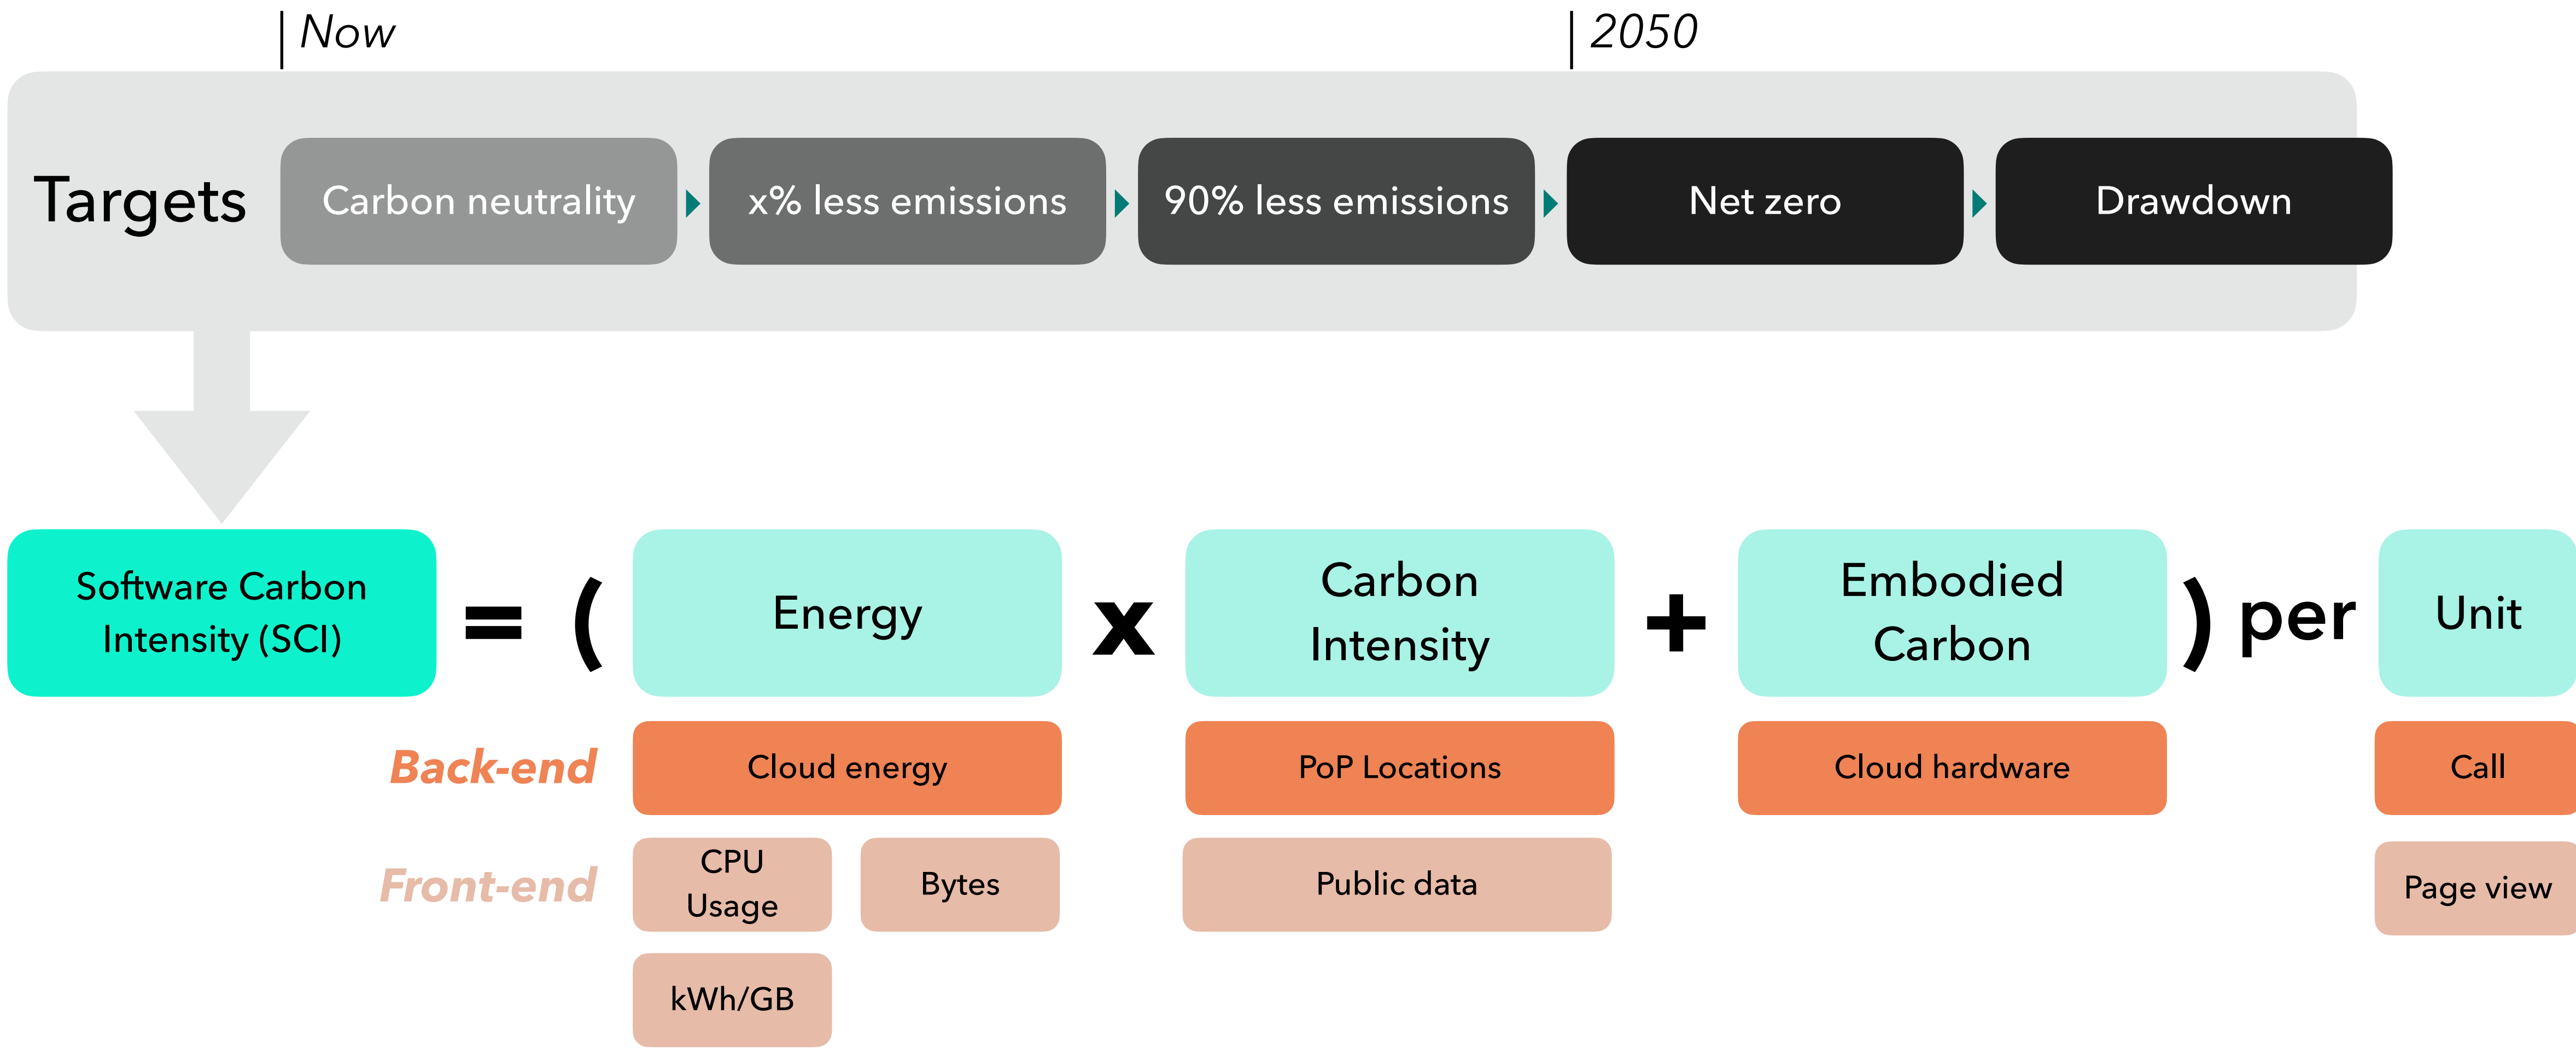 Now
2050
Targets
Carbon neutrality
x% less emissions
90% less emissions
Net zero
Drawdown
Software Carbon
Intensity (SCI)
=
(
Energy
x
Carbon
Intensity
+
Embodied
Carbon
)
per
Unit
Back-end
Cloud energy
PoP Locations
Cloud hardware
Call
Front-end
CPU
Usage
Bytes
Public data
Page view
kWh/GB